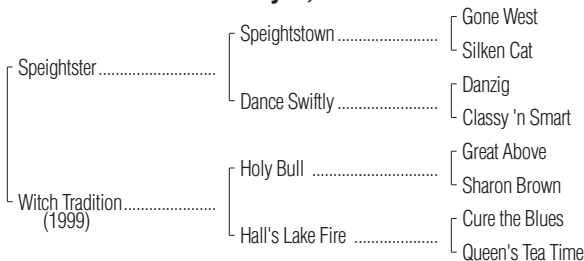 Gone West
Speightstown
Silken Cat
Speightster
Danzig
Dance Swiftly
Classy 'n Smart
Great Above
Holy Bull
Sharon Brown
Witch Tradition
(1999)
Cure the Blues
Hall's Lake Fire
Queen's Tea Time